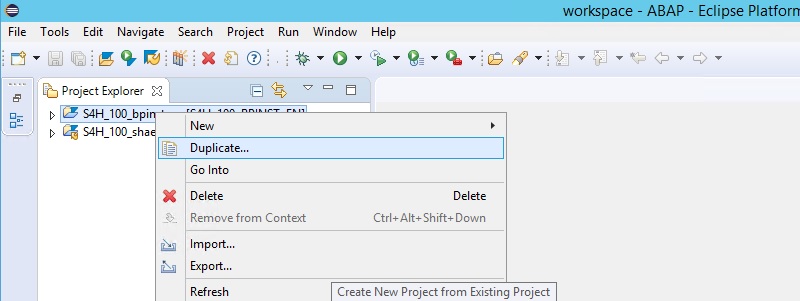 workspace - ABAP - Eclipse Platform
File Tools Edit Navigate Search Project Run Window Help
Project Explorer
S4H_100_bpinst
New
S4H_100_shae
Duplicate...
Go Into
Delete Delete
Remove from Context Ctrl+Alt+Shift+Down
Import...
Export...
Refresh
Create New Project from Existing Project